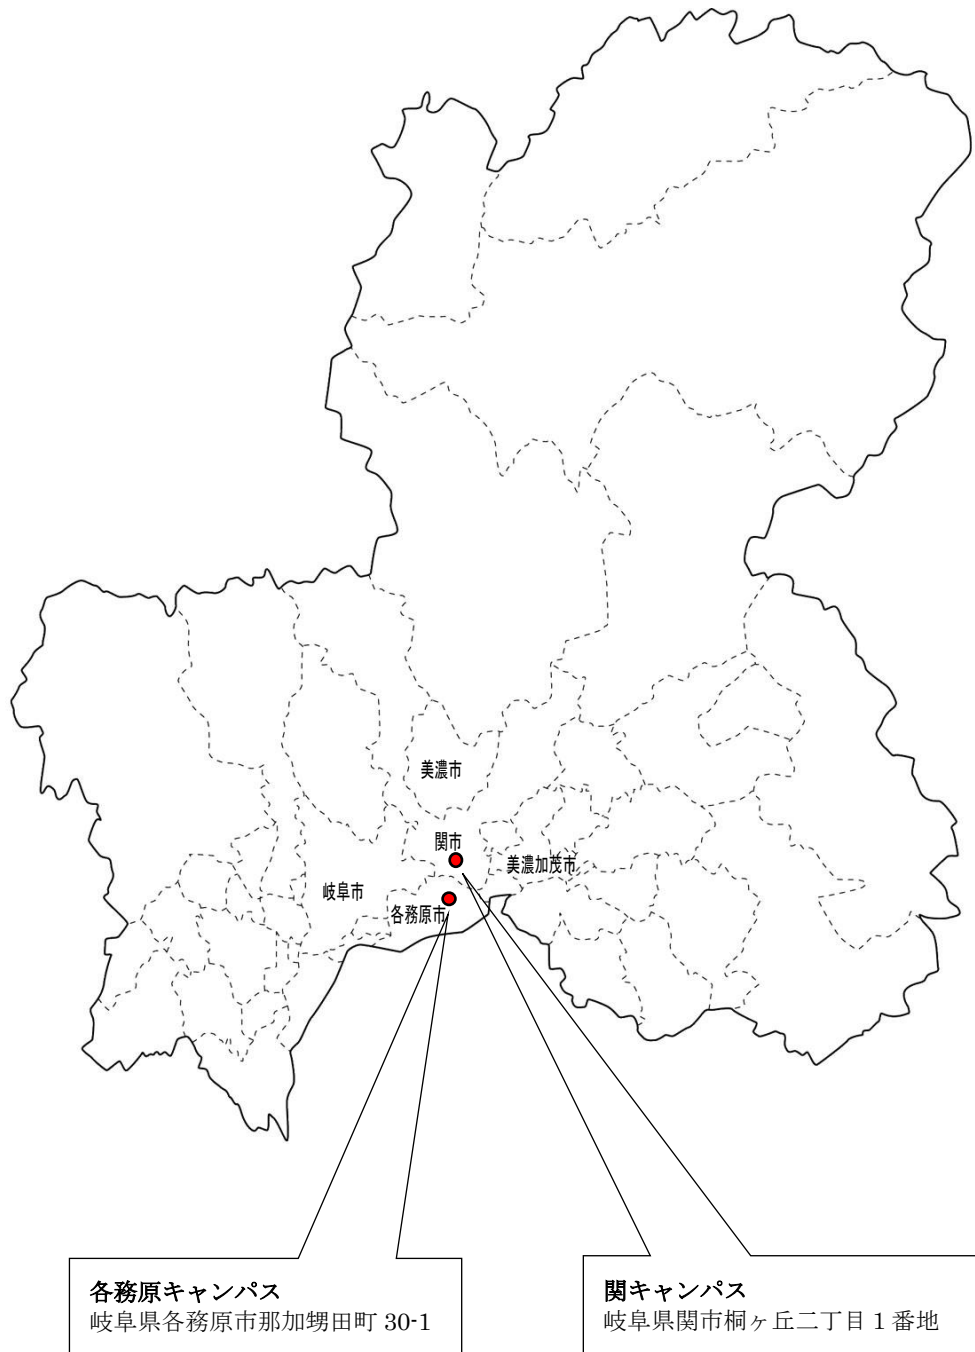 美濃市
関市
美濃加茂市
岐阜市
各務原市
各務原キャンパス
岐阜県各務原市那加甥田町 30-1
関キャンパス
岐阜県関市桐ヶ丘二丁目 1 番地